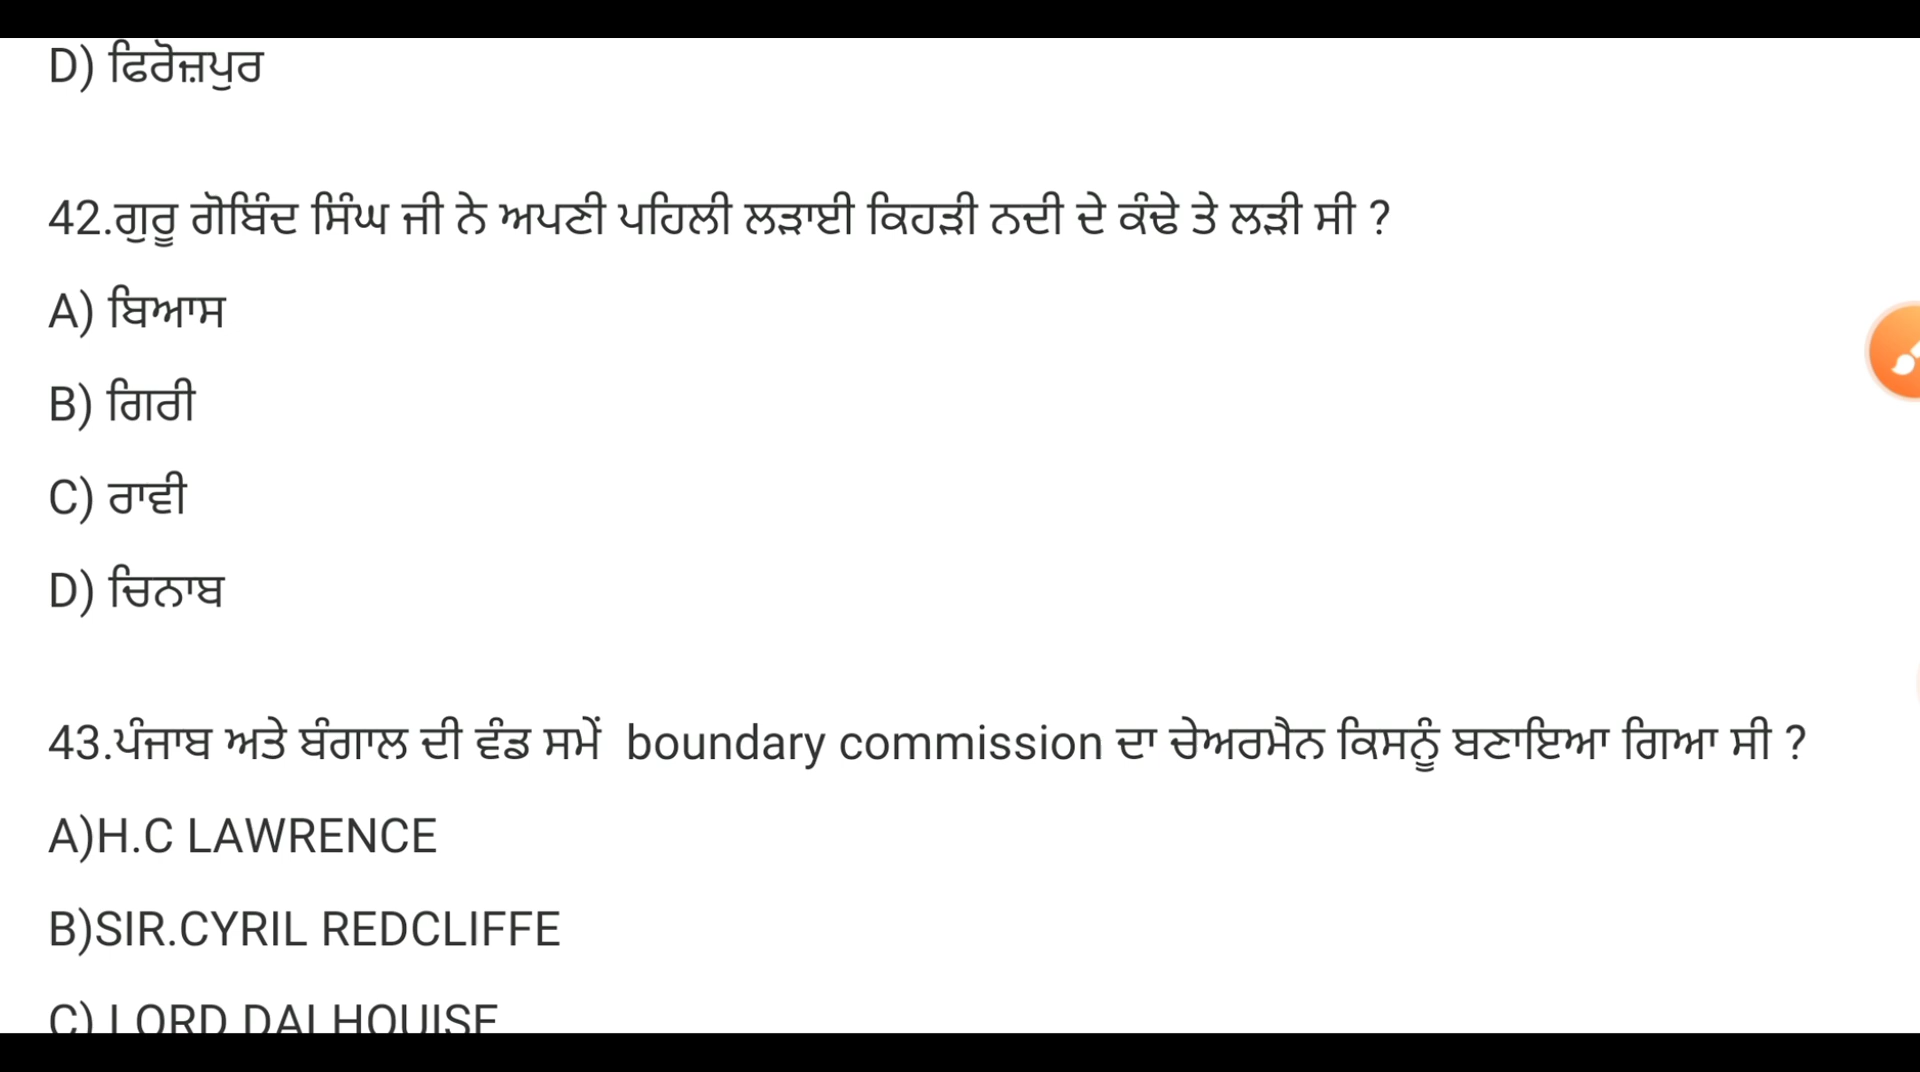 D) ਫਿਰੋਜ਼ਪੁਰ
42.ਗੁਰੂ ਗੋਬਿੰਦ ਸਿੰਘ ਜੀ ਨੇ ਅਪਣੀ ਪਹਿਲੀ ਲੜਾਈ ਕਿਹੜੀ ਨਦੀ ਦੇ ਕੰਢੇ ਤੇ ਲੜੀ ਸੀ ?
A) ਬਿਆਸ
B) ਗਿਰੀ
C) ਰਾਵੀ
D) ਚਿਨਾਬ
43.ਪੰਜਾਬ ਅਤੇ ਬੰਗਾਲ ਦੀ ਵੰਡ ਸਮੇਂ  boundary commission ਦਾ ਚੇਅਰਮੈਨ ਕਿਸਨੂੰ ਬਣਾਇਆ ਗਿਆ ਸੀ ?
A)H.C LAWRENCE
B)SIR.CYRIL REDCLIFFE
C) LORD DALHOUISE